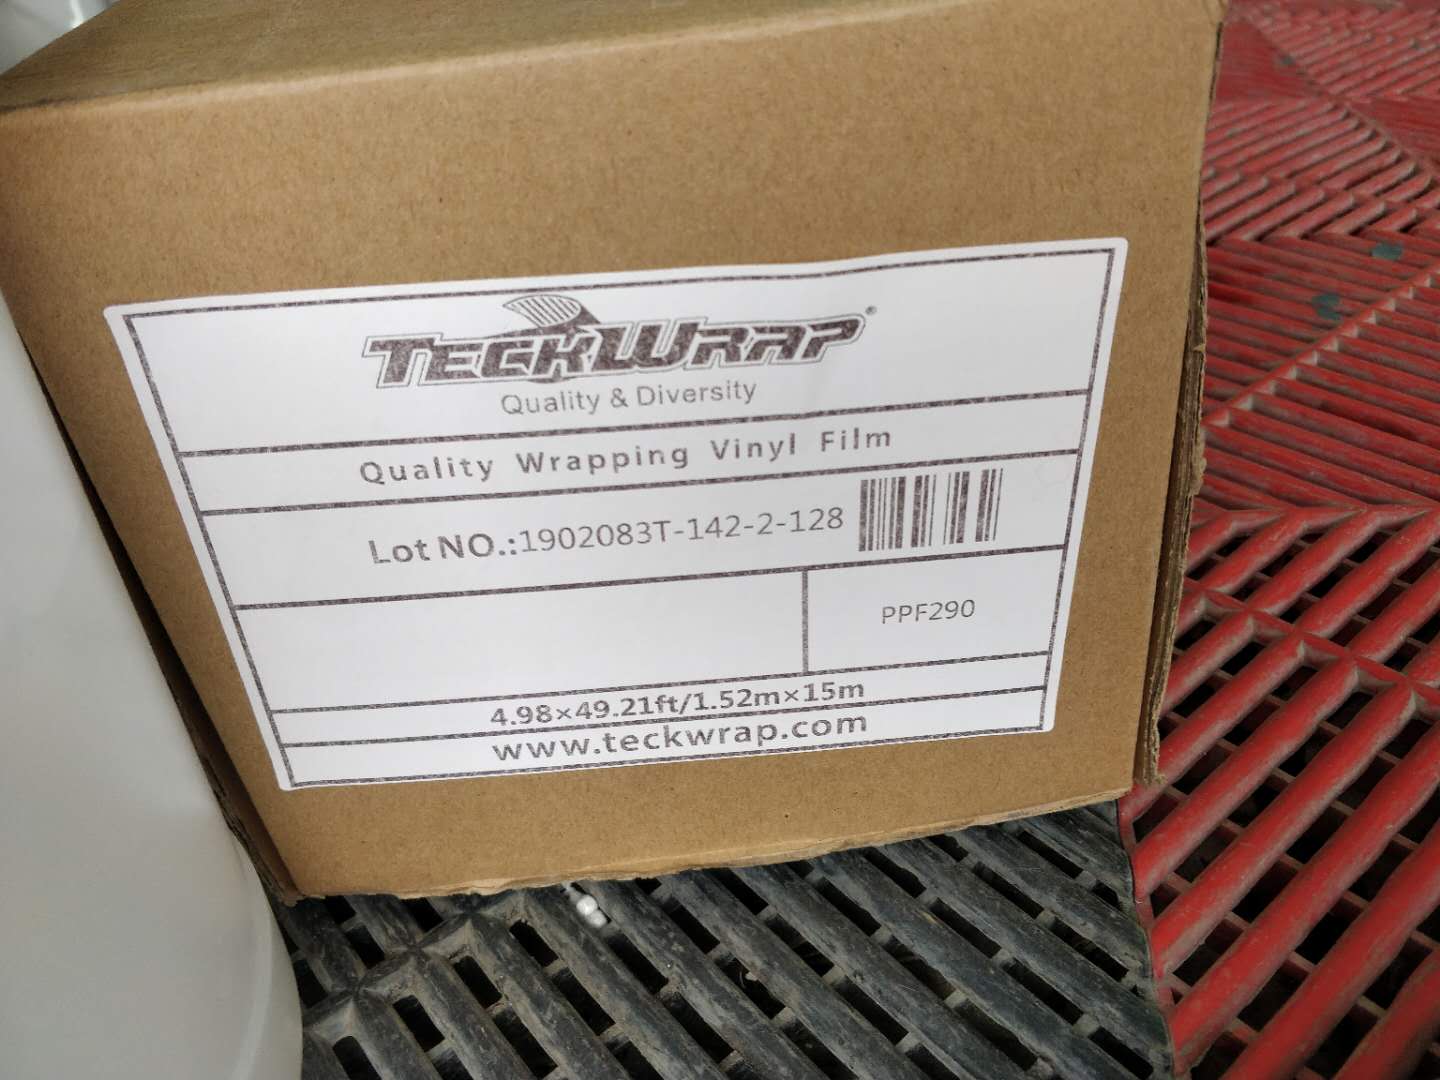 TECKWRAP®
Quality & Diversity
Quality Wrapping Vinyl Film
Lot NO.:1902083T-142-2-128
PPF290
4.98×49.21ft/1.52m×15m
www.teckwrap.com